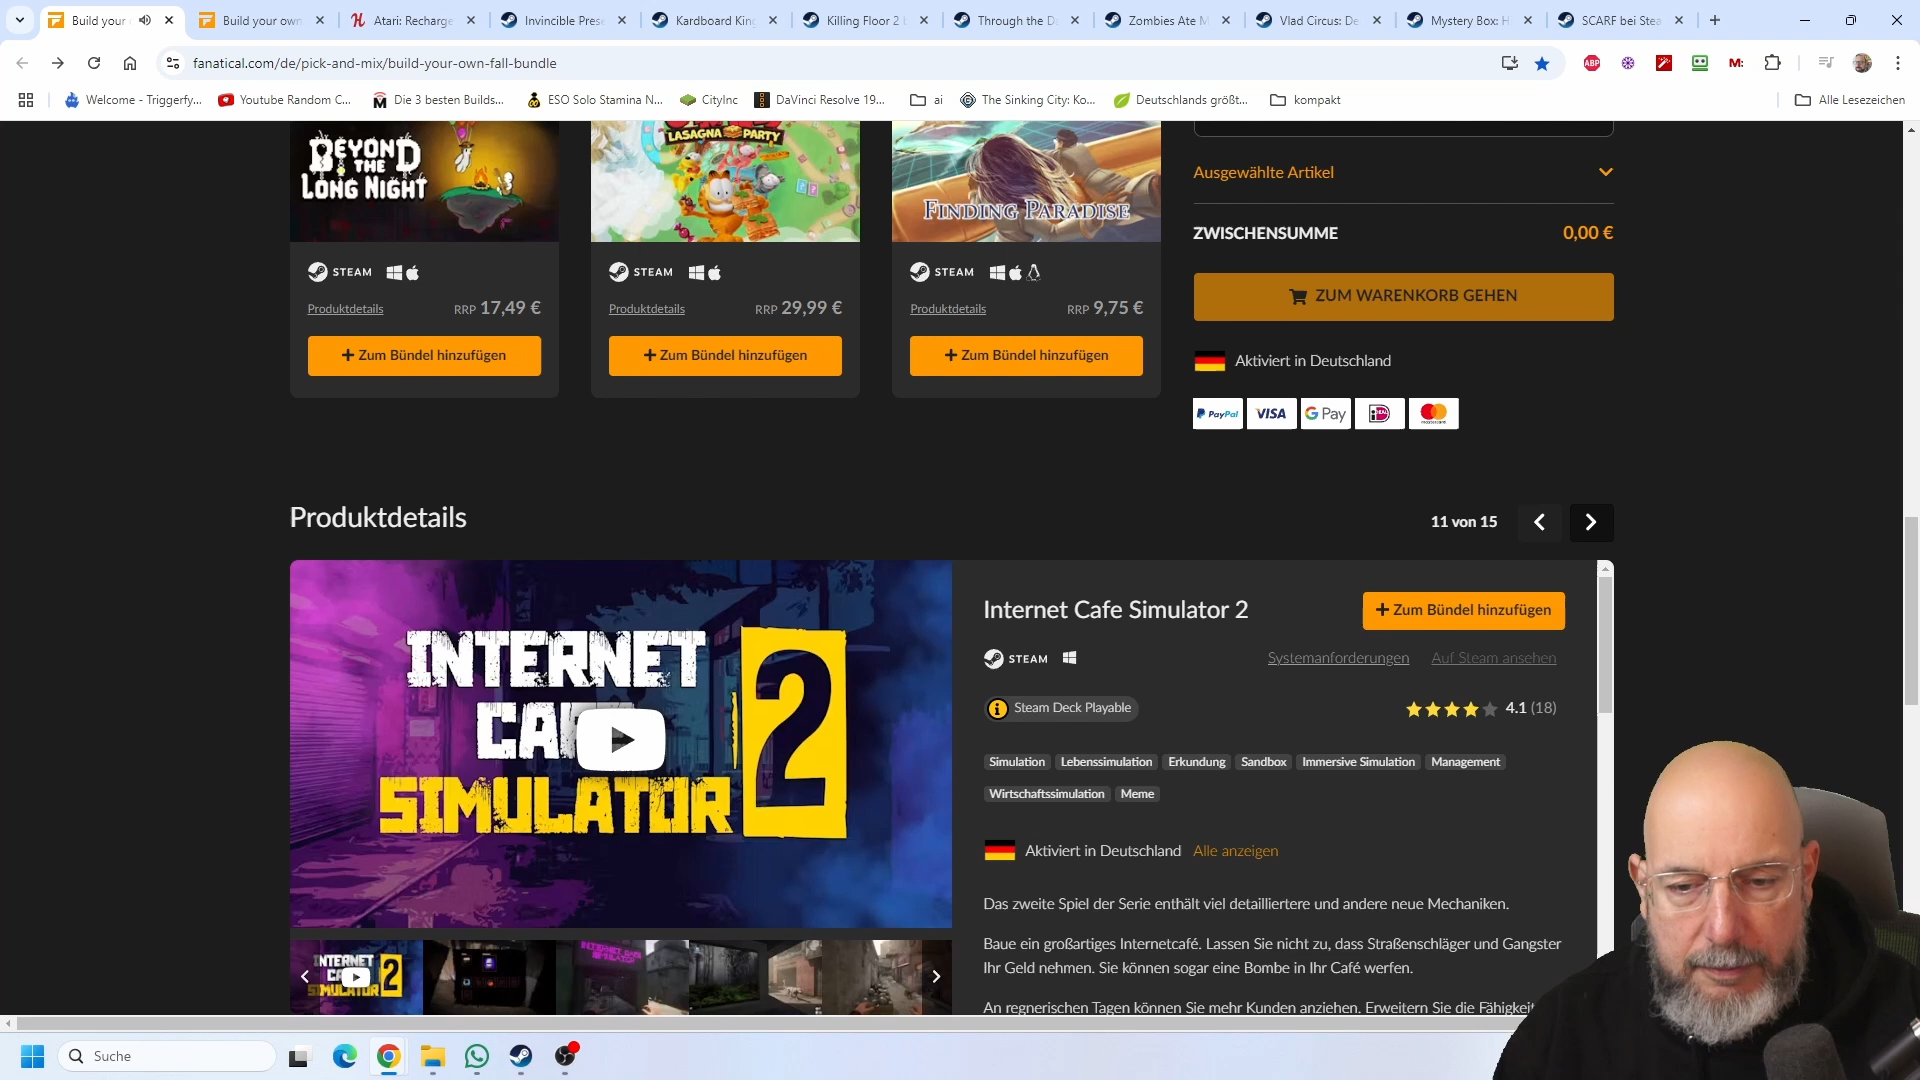 Build your
Build your own
Atari: Recharge
Invincible Pres
Kardboard King
Killing Floor 2
Through the Da
Zombies Ate M
Vlad Circus: De
Mystery Box: H
SCARF bei Stea
fanatical.com/de/pick-and-mix/build-your-own-fall-bundle
ABP
M:
Welcome - Triggerfy...
Youtube Random C...
Die 3 besten Builds...
ESO Solo Stamina N...
CityInc
DaVinci Resolve 19...
ai
The Sinking City: Ko...
Deutschlands größt...
kompakt
Alle Lesezeichen
BEYOND
THE
LONG NIGHT
LASAGNA PARTY
FINDING PARADISE
STEAM
STEAM
STEAM
Produktdetails
RRP 17,49 €
Produktdetails
RRP 29,99 €
Produktdetails
RRP 9,75 €
+ Zum Bündel hinzufügen
+ Zum Bündel hinzufügen
+ Zum Bündel hinzufügen
Ausgewählte Artikel
ZWISCHENSUMME
0,00 €
ZUM WARENKORB GEHEN
Aktiviert in Deutschland
PayPal
VISA
G Pay
iDEAL
mastercard
Produktdetails
11 von 15
INTERNET
CAF
SIMULATOR
2
Internet Cafe Simulator 2
+ Zum Bündel hinzufügen
STEAM
Systemanforderungen
Auf Steam ansehen
Steam Deck Playable
4.1 (18)
Simulation
Lebenssimulation
Erkundung
Sandbox
Immersive Simulation
Management
Wirtschaftssimulation
Meme
Aktiviert in Deutschland
Alle anzeigen
Das zweite Spiel der Serie enthält viel detailliertere und andere neue Mechaniken.
Baue ein großartiges Internetcafé. Lassen Sie nicht zu, dass Straßenschläger und Gangster
Ihr Geld nehmen. Sie können sogar eine Bombe in Ihr Café werfen.
An regnerischen Tagen können Sie mehr Kunden anziehen. Erweitern Sie die Fähigkeit
Suche